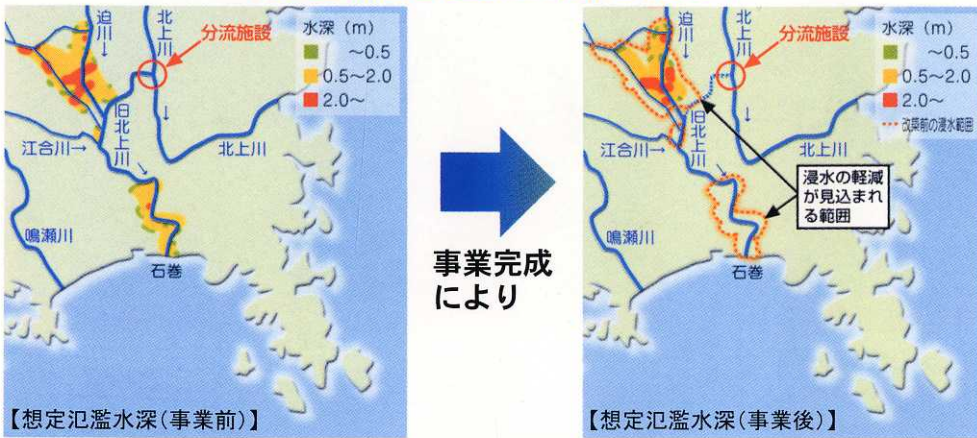 迫川→
北上川→
分流施設
水深（m）
～0.5
0.5～2.0
2.0～
江合川→
旧北上川→
北上川
鳴瀬川
石巻
【想定氾濫水深（事業前）】
事業完成
により
迫川→
北上川→
分流施設
水深（m）
～0.5
0.5～2.0
2.0～
改築前の浸水範囲
江合川→
旧北上川→
北上川
浸水の軽減
が見込まれ
る範囲
鳴瀬川
石巻
【想定氾濫水深（事業後）】